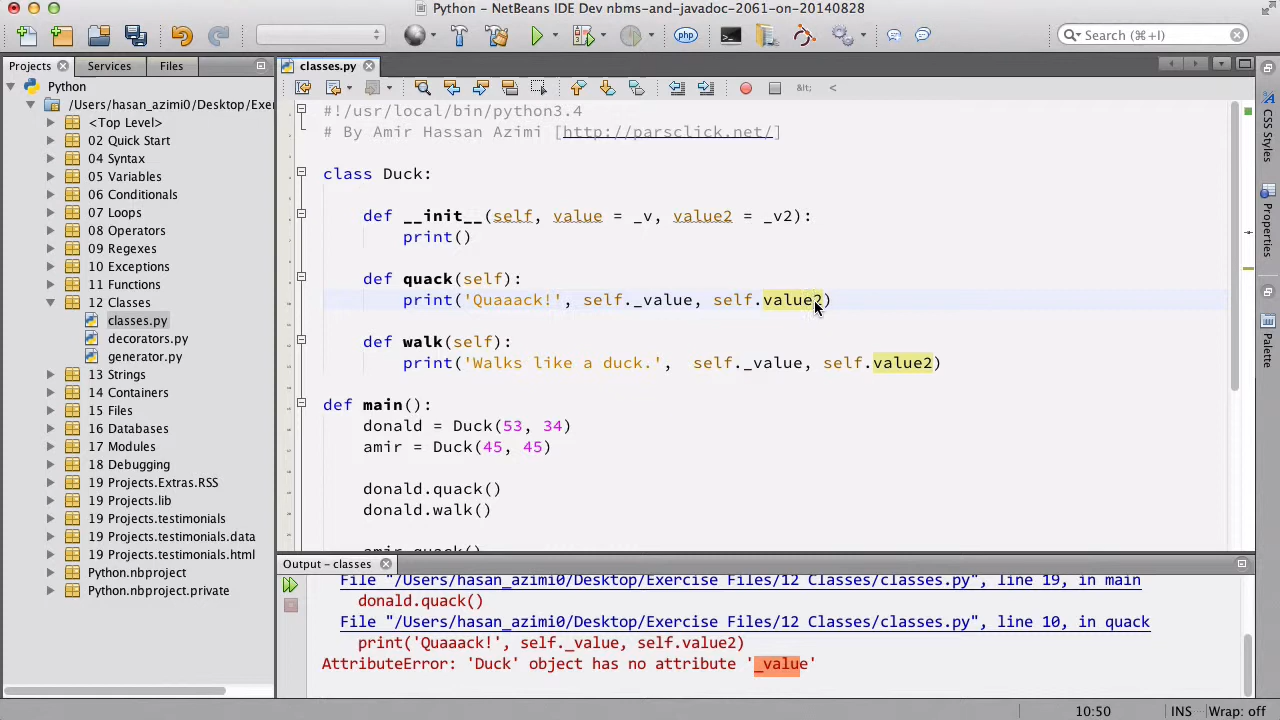 Python - NetBeans IDE Dev nbms-and-javadoc-2061-on-20140828
php
Search (⌘+I)
Projects Services Files
classes.py
Python
/Users/hasan_azimi0/Desktop/Exer
<Top Level>
02 Quick Start
04 Syntax
05 Variables
06 Conditionals
07 Loops
08 Operators
09 Regexes
10 Exceptions
11 Functions
12 Classes
classes.py
decorators.py
generator.py
13 Strings
14 Containers
15 Files
16 Databases
17 Modules
18 Debugging
19 Projects.Extras.RSS
19 Projects.lib
19 Projects.testimonials
19 Projects.testimonials.data
19 Projects.testimonials.html
Python.nbproject
Python.nbproject.private
&lt; <
#!/usr/local/bin/python3.4
# By Amir Hassan Azimi [http://parsclick.net/]
class Duck:
def __init__(self, value = _v, value2 = _v2):
print()
def quack(self):
print('Quaaack!', self._value, self.value2)
def walk(self):
print('Walks like a duck.',  self._value, self.value2)
def main():
donald = Duck(53, 34)
amir = Duck(45, 45)
donald.quack()
donald.walk()
amir.quack()
CSS Styles
Properties
Palette
Output - classes
File "/Users/hasan_azimi0/Desktop/Exercise Files/12 Classes/classes.py", line 19, in main
donald.quack()
File "/Users/hasan_azimi0/Desktop/Exercise Files/12 Classes/classes.py", line 10, in quack
print('Quaaack!', self._value, self.value2)
AttributeError: 'Duck' object has no attribute '_value'
10:50 INS Wrap: off